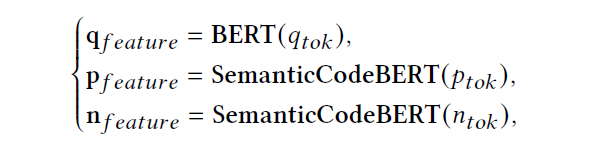 q_feature = BERT(q_tok),
p_feature = SemanticCodeBERT(p_tok),
n_feature = SemanticCodeBERT(n_tok),